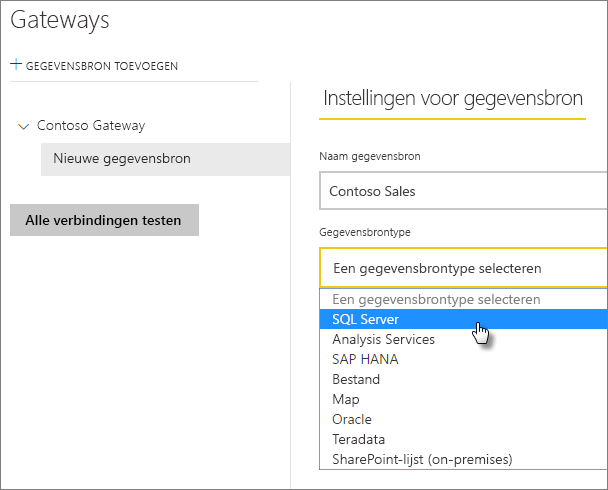 Gateways
+ GEGEVENSBRON TOEVOEGEN
Contoso Gateway
Nieuwe gegevensbron
Alle verbindingen testen
Instellingen voor gegevensbron
Naam gegevensbron
Contoso Sales
Gegevensbrontype
Een gegevensbrontype selecteren
Een gegevensbrontype selecteren
SQL Server
Analysis Services
SAP HANA
Bestand
Map
Oracle
Teradata
SharePoint-lijst (on-premises)